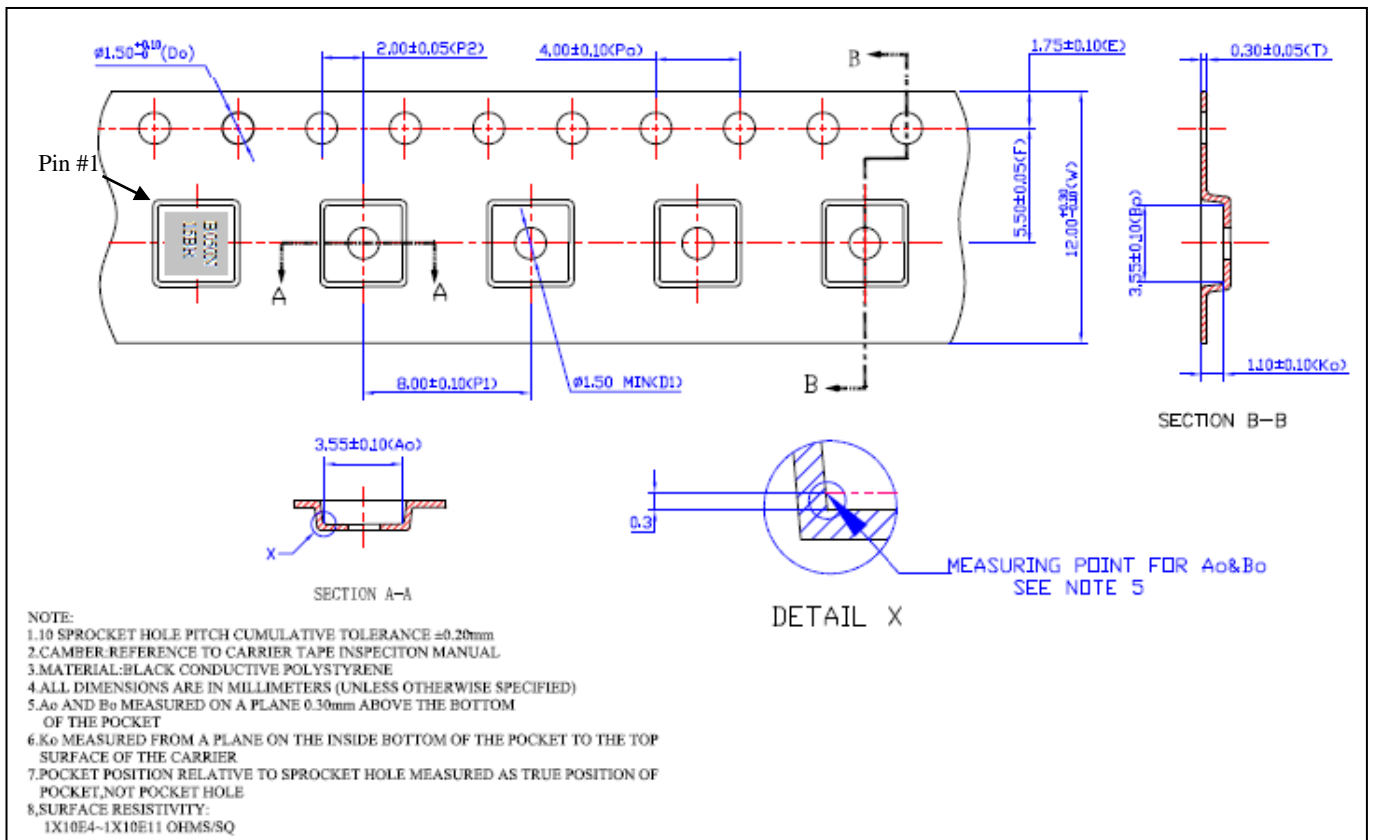 ø1.50+0.10-0(Do)
2.00±0.05(P2)
4.00±0.10(Po)
B
1.75±0.10(E)
0.30±0.05(T)
Pin #1
5.50±0.05(F)
3.55±0.10(Bo)
A
A
8.00±0.10(P1)
ø1.50 MIN(D1)
B
1.10±0.10(Ko)
SECTION B-B
3.55±0.10(Ao)
X
SECTION A-A
0.3
MEASURING POINT FOR Ao&Bo
SEE NOTE 5
DETAIL X
NOTE:
1.10 SPROCKET HOLE PITCH CUMULATIVE TOLERANCE ±0.20mm
2.CAMBER:REFERENCE TO CARRIER TAPE INSPECITON MANUAL
3.MATERIAL:BLACK CONDUCTIVE POLYSTYRENE
4.ALL DIMENSIONS ARE IN MILLIMETERS (UNLESS OTHERWISE SPECIFIED)
5.Ao AND Bo MEASURED ON A PLANE 0.30mm ABOVE THE BOTTOM
OF THE POCKET
6.Ko MEASURED FROM A PLANE ON THE INSIDE BOTTOM OF THE POCKET TO THE TOP
SURFACE OF THE CARRIER
7.POCKET POSITION RELATIVE TO SPROCKET HOLE MEASURED AS TRUE POSITION OF
POCKET,NOT POCKET HOLE
8,SURFACE RESISTIVITY:
1X10E4~1X10E11 OHMS/SQ